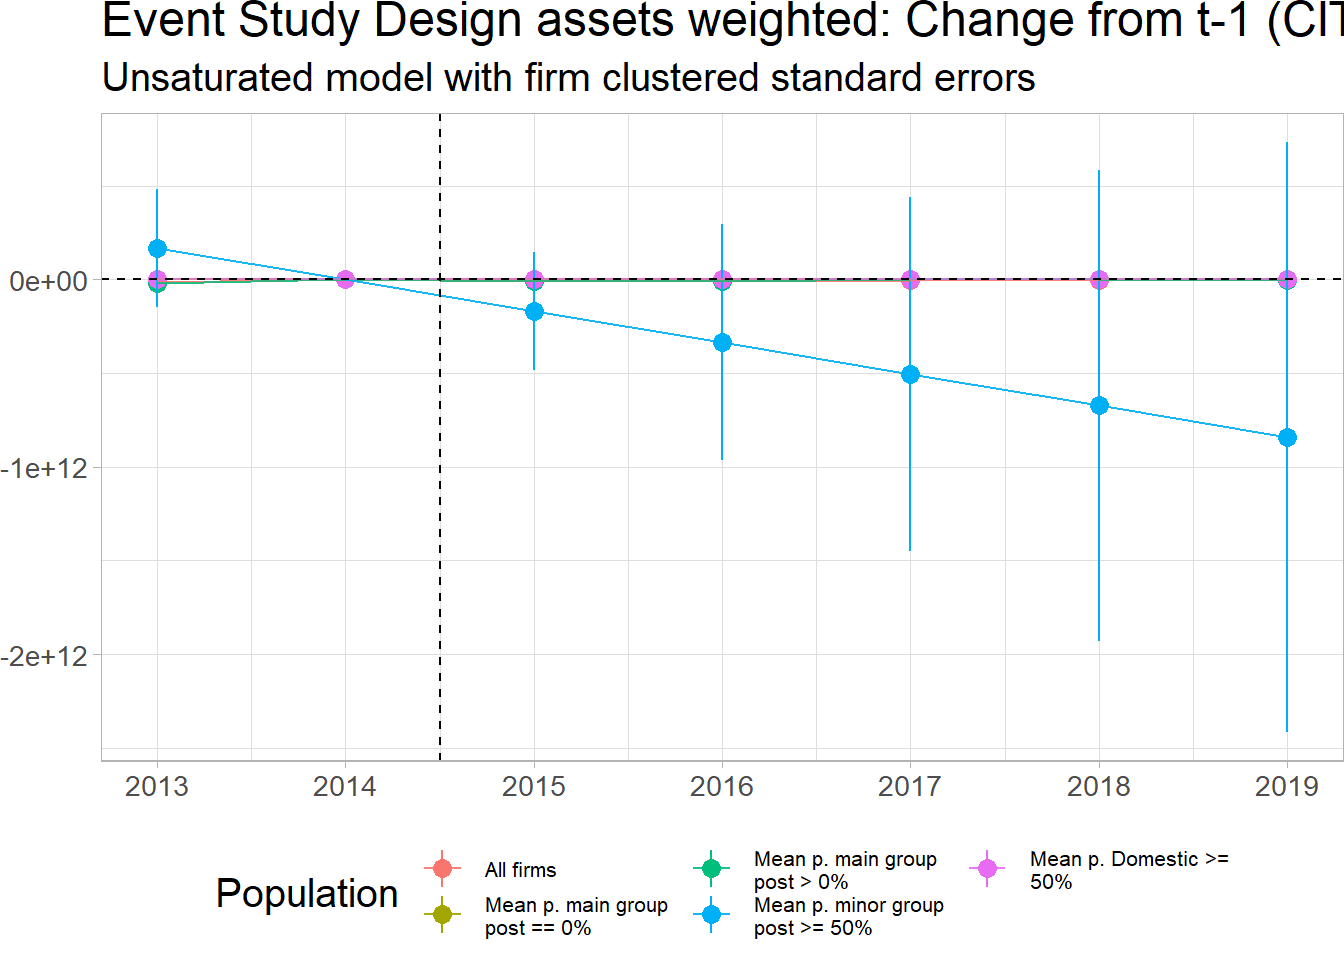 Event Study Design assets weighted: Change from t-1 (CIT
Unsaturated model with firm clustered standard errors
0e+00
-1e+12
-2e+12
2013 2014 2015 2016 2017 2018 2019
Population
All firms
Mean p. main group
post == 0%
Mean p. main group
post > 0%
Mean p. minor group
post >= 50%
Mean p. Domestic >=
50%